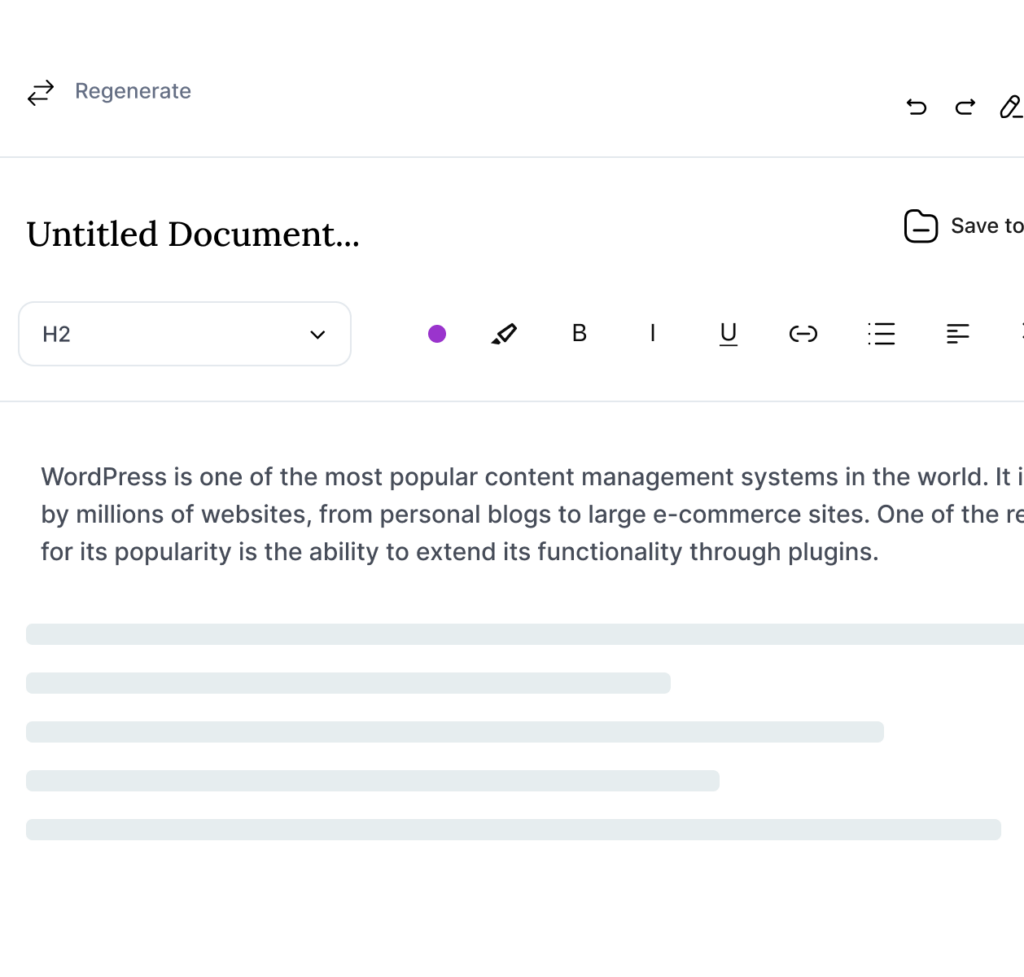 Regenerate
Untitled Document...
Save to
H2
B I U
WordPress is one of the most popular content management systems in the world. It
by millions of websites, from personal blogs to large e-commerce sites. One of the
for its popularity is the ability to extend its functionality through plugins.